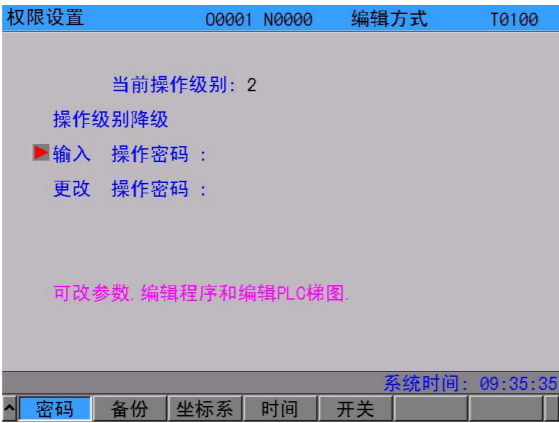 权限设置 O0001 N0000 编辑方式 T0100
当前操作级别: 2
操作级别降级
输入 操作密码 :
更改 操作密码 :
可改参数. 编辑程序和编辑PLC梯图.
系统时间: 09:35:35
^ 密码 备份 坐标系 时间 开关